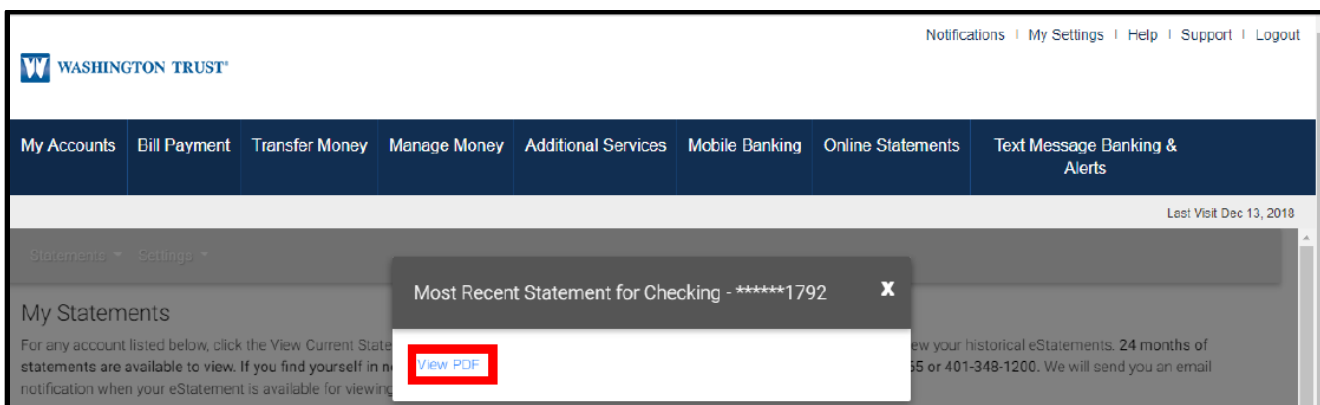 Notifications | My Settings | Help | Support | Logout
W WASHINGTON TRUST®
My Accounts Bill Payment Transfer Money Manage Money Additional Services Mobile Banking Online Statements Text Message Banking &
Alerts
Last Visit Dec 13, 2018
Statements Settings
Most Recent Statement for Checking - ******1792 X
My Statements
For any account listed below, click the View Current State
ew your historical eStatements. 24 months of
View PDF
statements are available to view. If you find yourself in n
55 or 401-348-1200. We will send you an email
notification when your eStatement is available for viewing